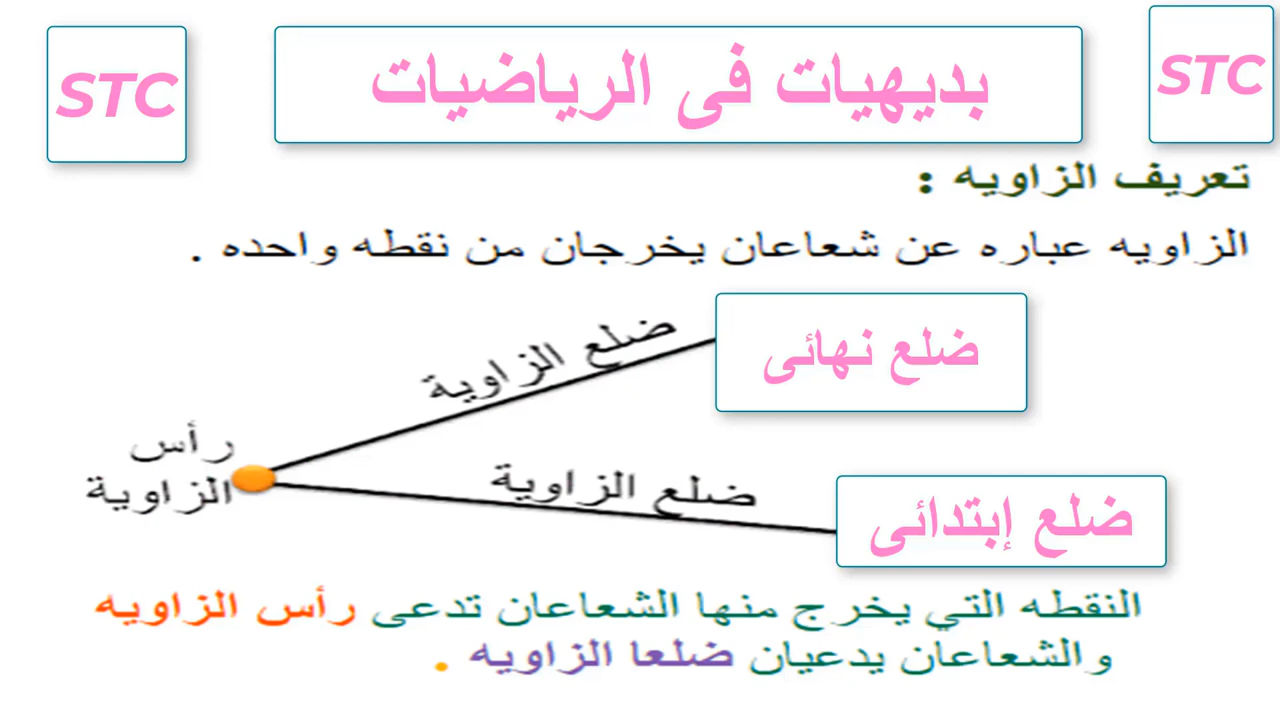 STC
بديهيات فى الرياضيات
STC
تعريف الزاويه :
الزاويه عباره عن شعاعان يخرجان من نقطه واحده .
ضلع الزاوية
ضلع نهائى
رأس
الزاوية
ضلع الزاوية
ضلع إبتدائى
النقطه التي يخرج منها الشعاعان تدعى رأس الزاويه
والشعاعان يدعيان ضلعا الزاويه .